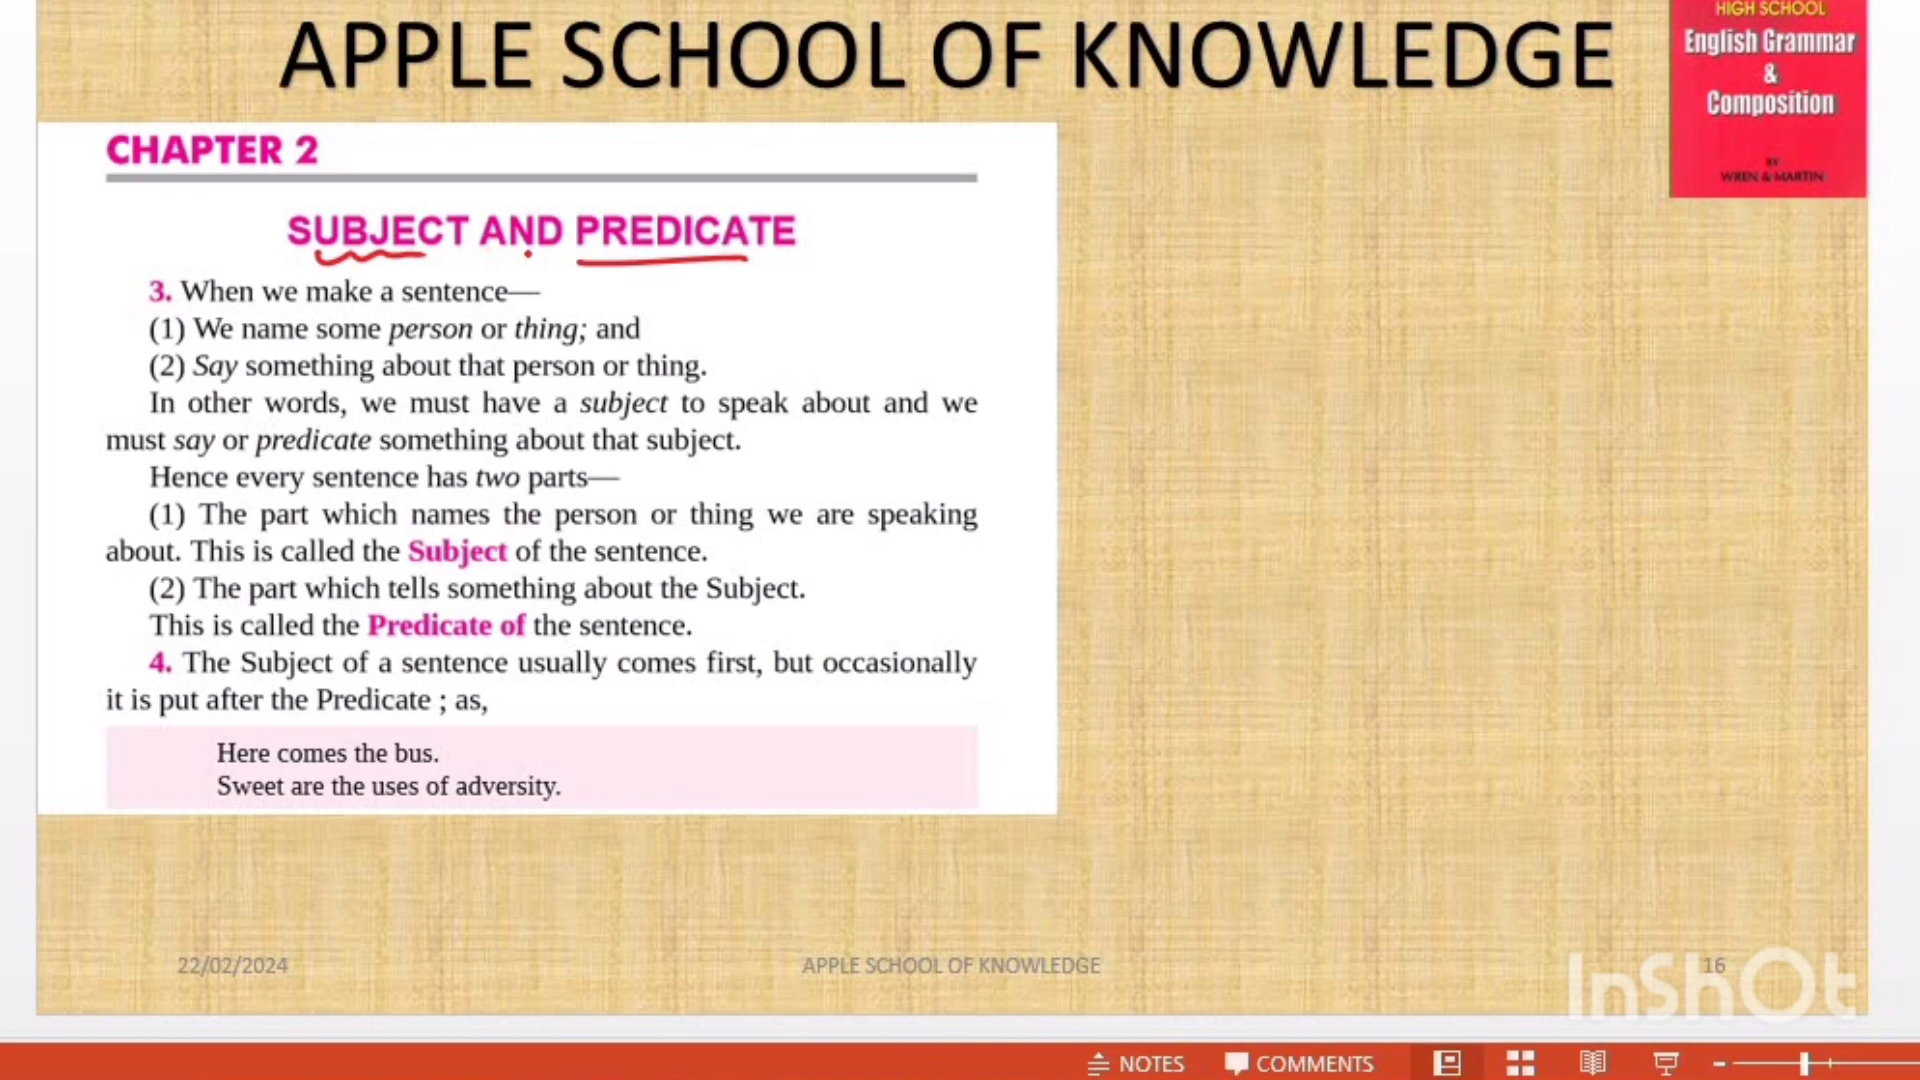 APPLE SCHOOL OF KNOWLEDGE
HIGH SCHOOL
English Grammar
&
Composition
BY
WREN & MARTIN
CHAPTER 2
SUBJECT AND PREDICATE
3. When we make a sentence—
(1) We name some person or thing; and
(2) Say something about that person or thing.
In other words, we must have a subject to speak about and we
must say or predicate something about that subject.
Hence every sentence has two parts—
(1) The part which names the person or thing we are speaking
about. This is called the Subject of the sentence.
(2) The part which tells something about the Subject.
This is called the Predicate of the sentence.
4. The Subject of a sentence usually comes first, but occasionally
it is put after the Predicate ; as,
Here comes the bus.
Sweet are the uses of adversity.
22/02/2024
APPLE SCHOOL OF KNOWLEDGE
16
InShOt
NOTES
COMMENTS